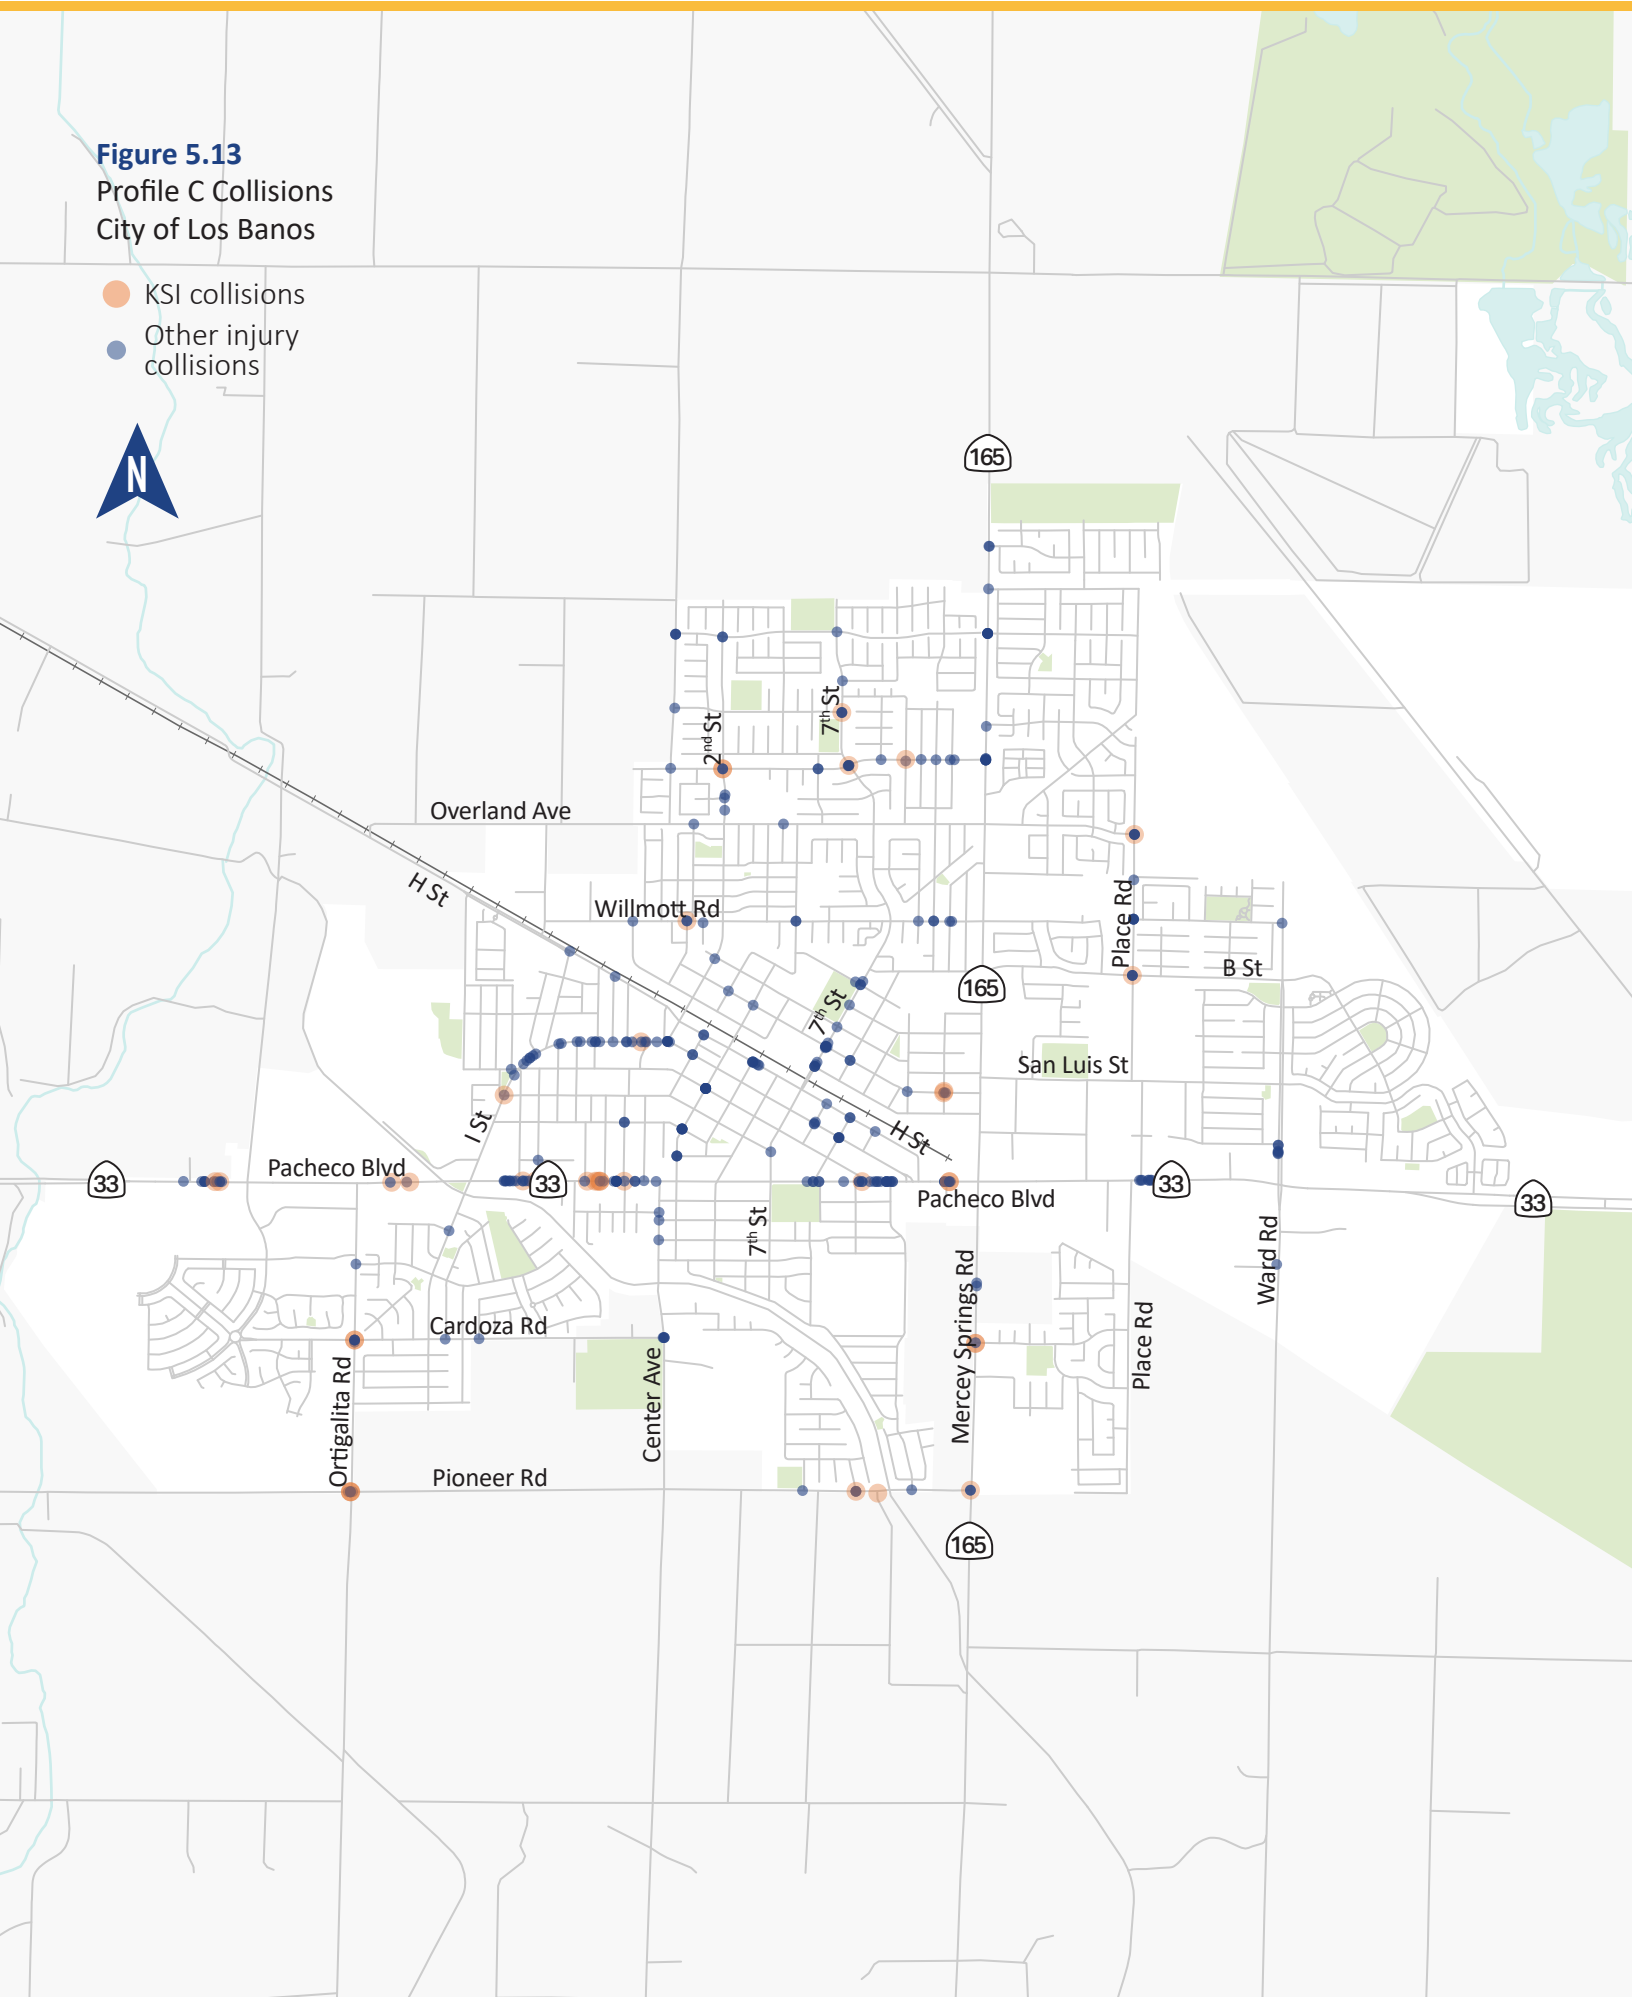 Figure 5.13
Profile C Collisions
City of Los Banos
KSI collisions
Other injury
collisions
N
165
7th St
2nd St
Overland Ave
H St
Willmott Rd
Place Rd
B St
165
7th St
San Luis St
I St
H St
Pacheco Blvd
33
33
33
Pacheco Blvd
33
7th St
Ward Rd
Mercey Springs Rd
Cardoza Rd
Place Rd
Center Ave
Ortigalita Rd
Pioneer Rd
165